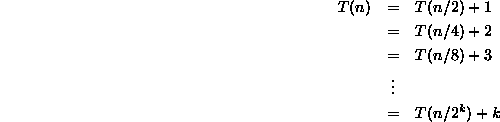 T(n) = T(n/2) + 1
= T(n/4) + 2
= T(n/8) + 3
⋮
= T(n/2^k) + k